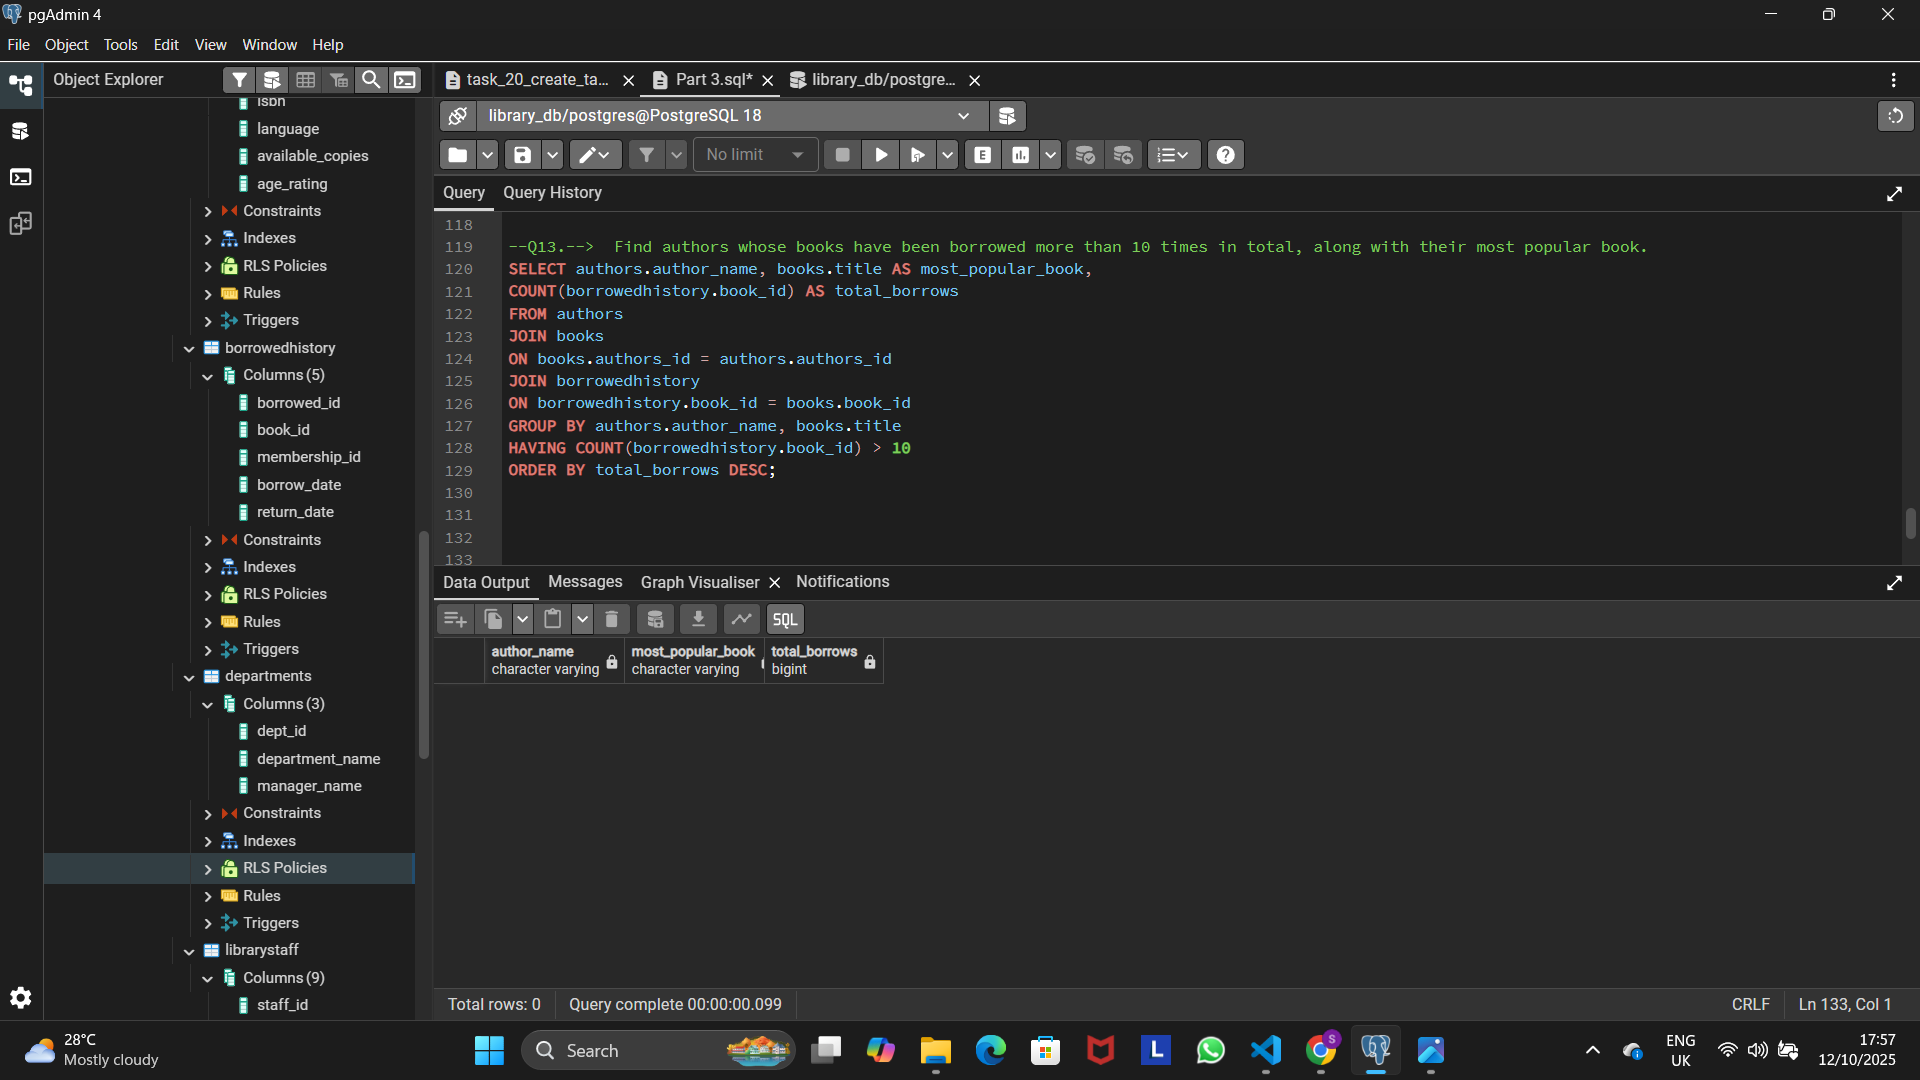 pgAdmin 4
File Object Tools Edit View Window Help
Object Explorer
isbn
language
available_copies
age_rating
Constraints
Indexes
RLS Policies
Rules
Triggers
borrowedhistory
Columns (5)
borrowed_id
book_id
membership_id
borrow_date
return_date
Constraints
Indexes
RLS Policies
Rules
Triggers
departments
Columns (3)
dept_id
department_name
manager_name
Constraints
Indexes
RLS Policies
Rules
Triggers
librarystaff
Columns (9)
staff_id
task_20_create_ta... Part 3.sql* library_db/postgre...
library_db/postgres@PostgreSQL 18
No limit
E
Query Query History
118
119 --Q13.--> Find authors whose books have been borrowed more than 10 times in total, along with their most popular book.
120 SELECT authors.author_name, books.title AS most_popular_book,
121 COUNT(borrowedhistory.book_id) AS total_borrows
122 FROM authors
123 JOIN books
124 ON books.authors_id = authors.authors_id
125 JOIN borrowedhistory
126 ON borrowedhistory.book_id = books.book_id
127 GROUP BY authors.author_name, books.title
128 HAVING COUNT(borrowedhistory.book_id) > 10
129 ORDER BY total_borrows DESC;
130
131
132
133
Data Output Messages Graph Visualiser Notifications
SQL
author_name most_popular_book total_borrows
character varying character varying bigint
Total rows: 0 Query complete 00:00:00.099 CRLF Ln 133, Col 1
28°C
Mostly cloudy
Search
L
S
ENG
UK
17:57
12/10/2025